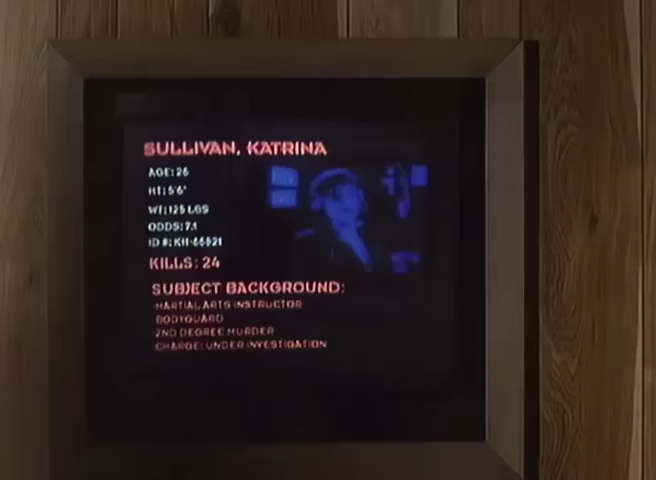 SULLIVAN, KATRINA
AGE: 26
HT: 5'6"
WT: 125 LBS
ODDS: 7:1
ID #: KH-66821
KILLS: 24
SUBJECT BACKGROUND:
MARTIAL ARTS INSTRUCTOR
BODYGUARD
2ND DEGREE MURDER
CHARGE: UNDER INVESTIGATION